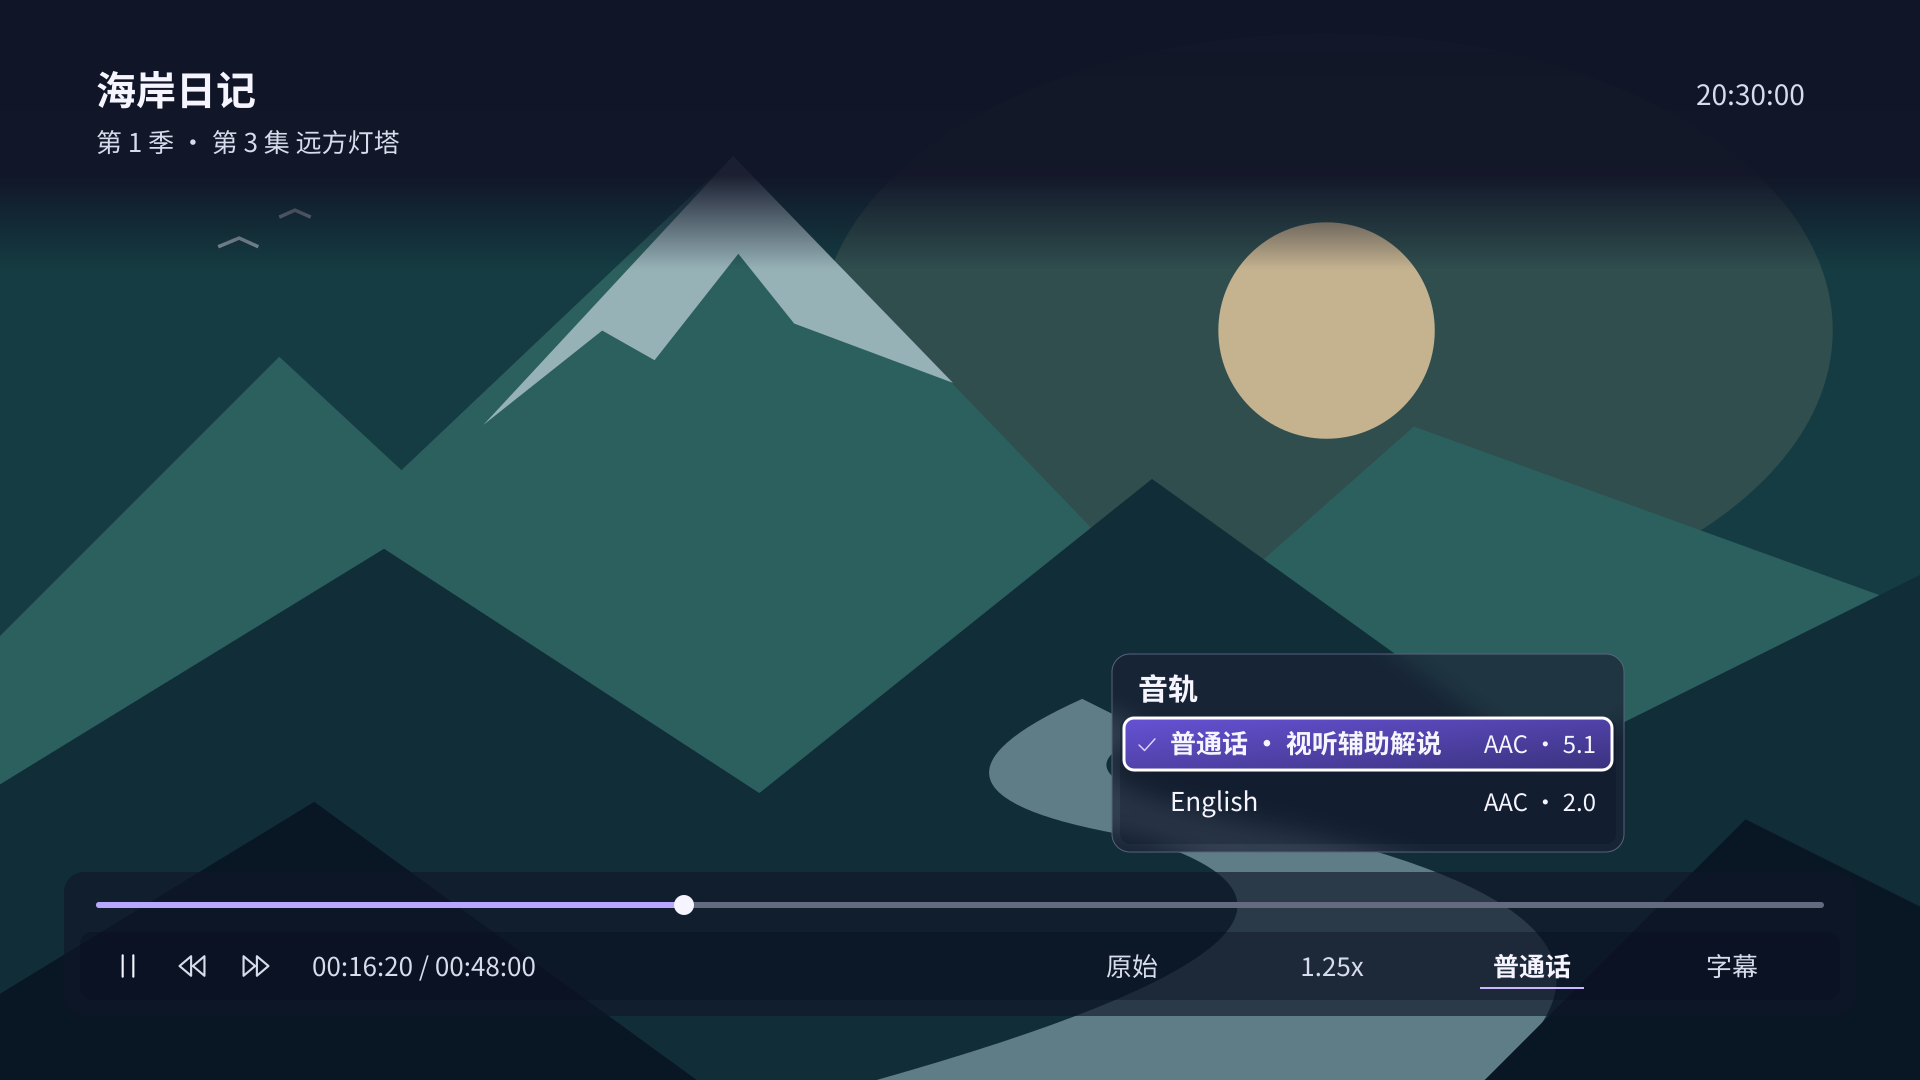 海岸日记
第 1 季 • 第 3 集 远方灯塔
20:30:00
音轨
普通话 • 视听辅助解说 AAC • 5.1
English AAC • 2.0
00:16:20 / 00:48:00 原始 1.25x 普通话 字幕